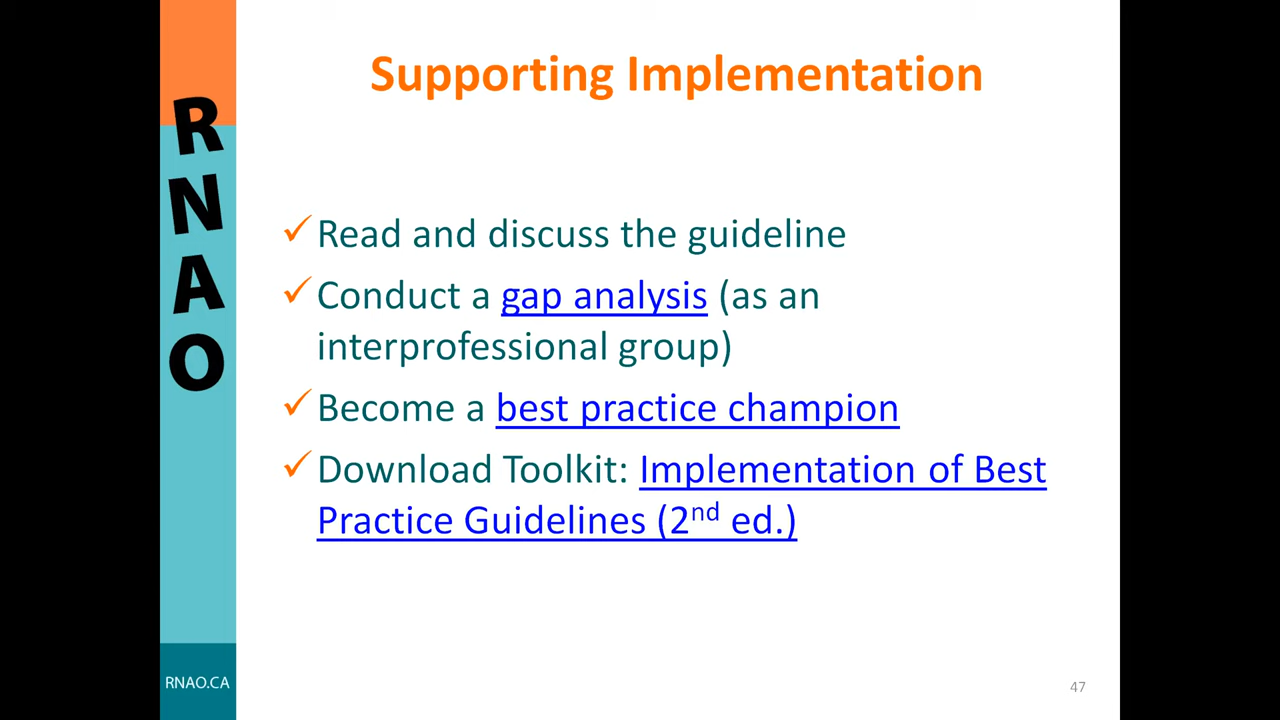 Supporting Implementation
R
N
A
O
✓Read and discuss the guideline
✓Conduct a gap analysis (as an
interprofessional group)
✓Become a best practice champion
✓Download Toolkit: Implementation of Best
Practice Guidelines (2nd ed.)
RNAO.CA
47